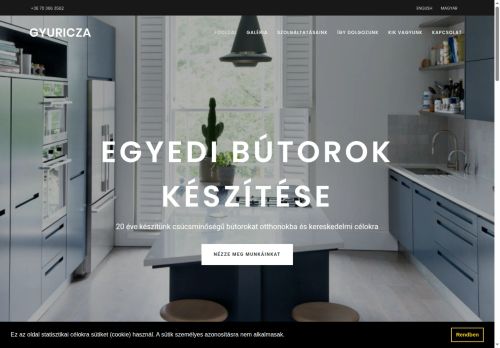 +36 70 366 3502
ENGLISH
MAGYAR
GYURICZA
FŐOLDAL
GALÉRIA
SZOLGÁLTATÁSAINK
ÍGY DOLGOZUNK
KIK VAGYUNK
KAPCSOLAT
EGYEDI BÚTOROK
KÉSZÍTÉSE
20 éve készítünk csúcsminőségű bútorokat otthonokba és kereskedelmi célokra
NÉZZE MEG MUNKÁINKAT
Ez az oldal statisztikai célokra sütiket (cookie) használ. A sütik személyes azonosításra nem alkalmasak.
Rendben